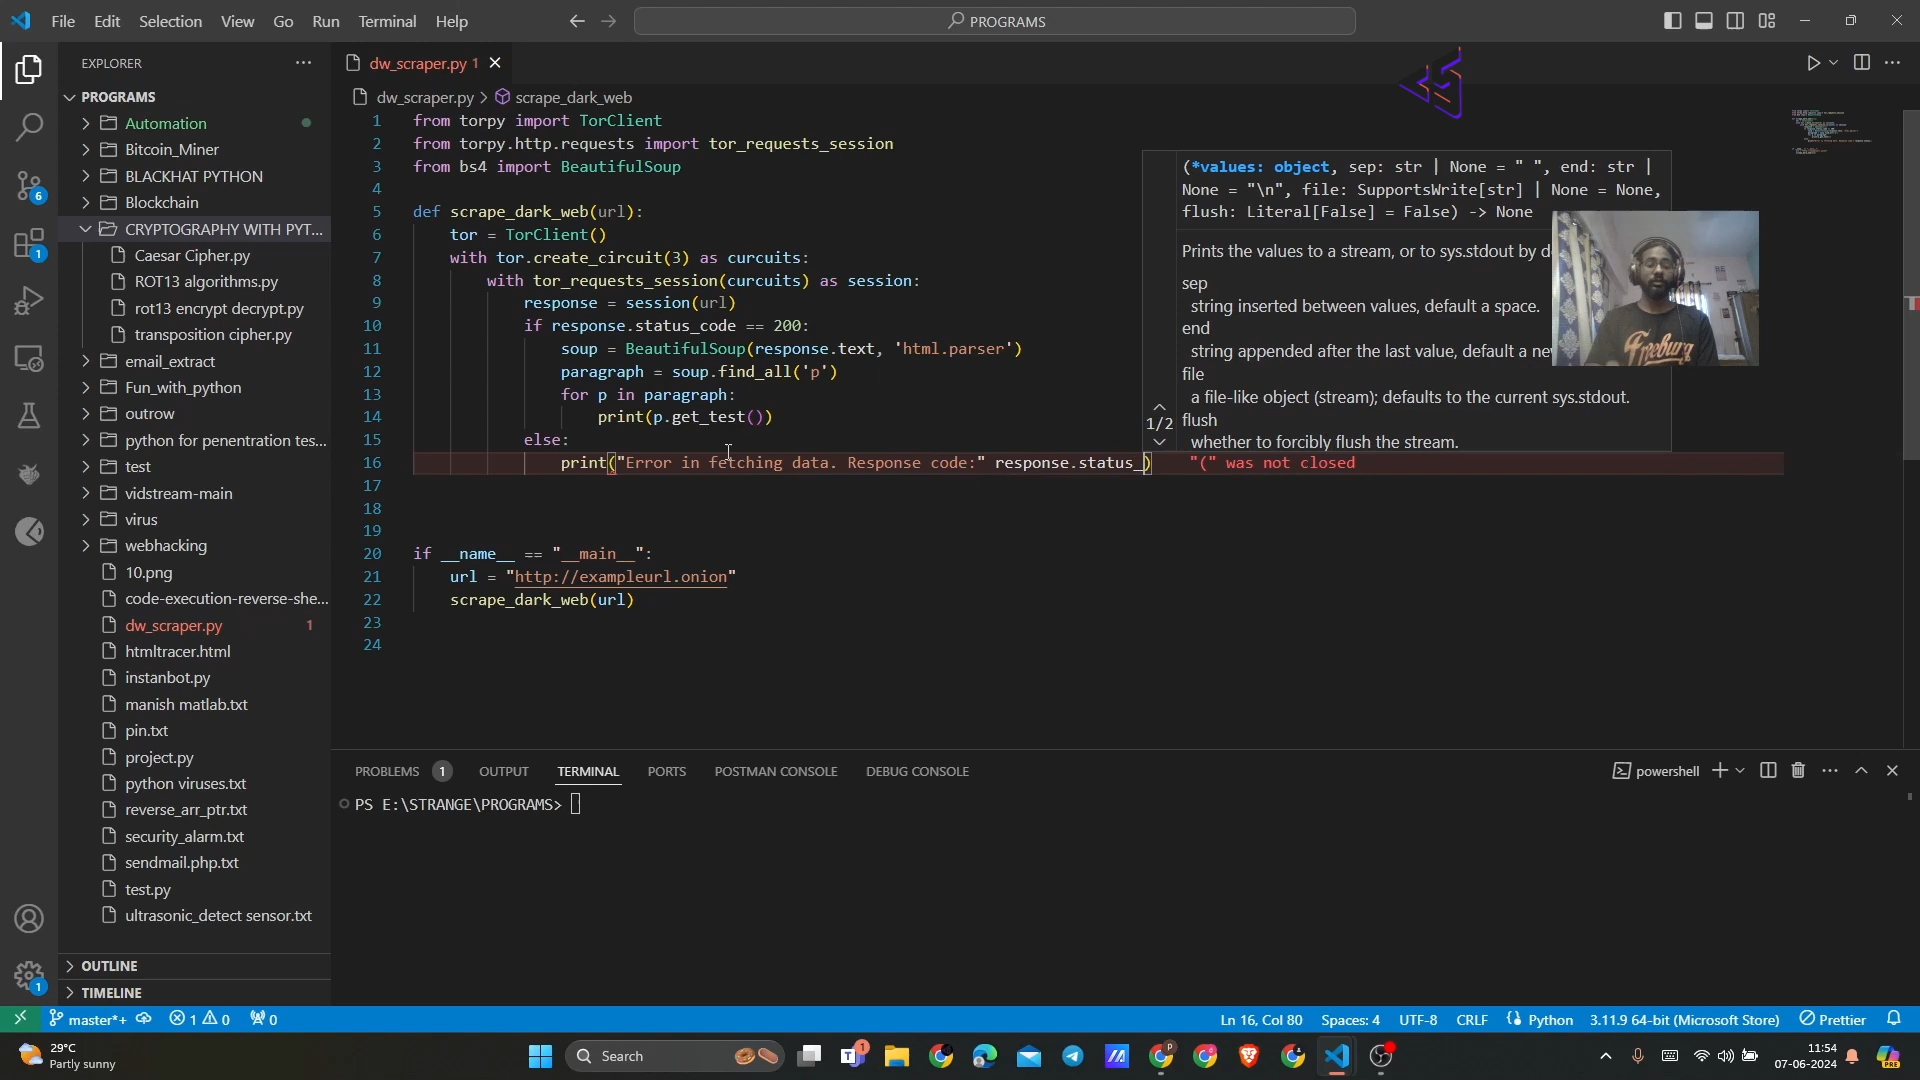 File Edit Selection View Go Run Terminal Help
PROGRAMS
EXPLORER
PROGRAMS
Automation
Bitcoin_Miner
BLACKHAT PYTHON
Blockchain
CRYPTOGRAPHY WITH PYT...
Caesar Cipher.py
ROT13 algorithms.py
rot13 encrypt decrypt.py
transposition cipher.py
email_extract
Fun_with_python
outrow
python for penentration tes...
test
vidstream-main
virus
webhacking
10.png
code-execution-reverse-she...
dw_scraper.py 1
htmltracer.html
instanbot.py
manish matlab.txt
pin.txt
project.py
python viruses.txt
reverse_arr_ptr.txt
security_alarm.txt
sendmail.php.txt
test.py
ultrasonic_detect sensor.txt
OUTLINE
TIMELINE
6
1
1
dw_scraper.py 1
dw_scraper.py > scrape_dark_web
1 from torpy import TorClient
2 from torpy.http.requests import tor_requests_session
3 from bs4 import BeautifulSoup
4
5 def scrape_dark_web(url):
6 tor = TorClient()
7 with tor.create_circuit(3) as curcuits:
8 with tor_requests_session(curcuits) as session:
9 response = session(url)
10 if response.status_code == 200:
11 soup = BeautifulSoup(response.text, 'html.parser')
12 paragraph = soup.find_all('p')
13 for p in paragraph:
14 print(p.get_test())
15 else:
16 print("Error in fetching data. Response code:" response.status_) "(" was not closed
17
18
19
20 if __name__ == "__main__":
21 url = "http://exampleurl.onion"
22 scrape_dark_web(url)
23
24
(*values: object, sep: str | None = " ", end: str |
None = "\n", file: SupportsWrite[str] | None = None,
flush: Literal[False] = False) -> None
Prints the values to a stream, or to sys.stdout by
sep
string inserted between values, default a space.
end
string appended after the last value, default a
file
a file-like object (stream); defaults to the current sys.stdout.
flush
whether to forcibly flush the stream.
1/2
PROBLEMS 1 OUTPUT TERMINAL PORTS POSTMAN CONSOLE DEBUG CONSOLE
powershell
PS E:\STRANGE\PROGRAMS>
master*+ 1 0 0
Ln 16, Col 80 Spaces: 4 UTF-8 CRLF Python 3.11.9 64-bit (Microsoft Store) Prettier
29°C
Partly sunny
Search
11:54
07-06-2024